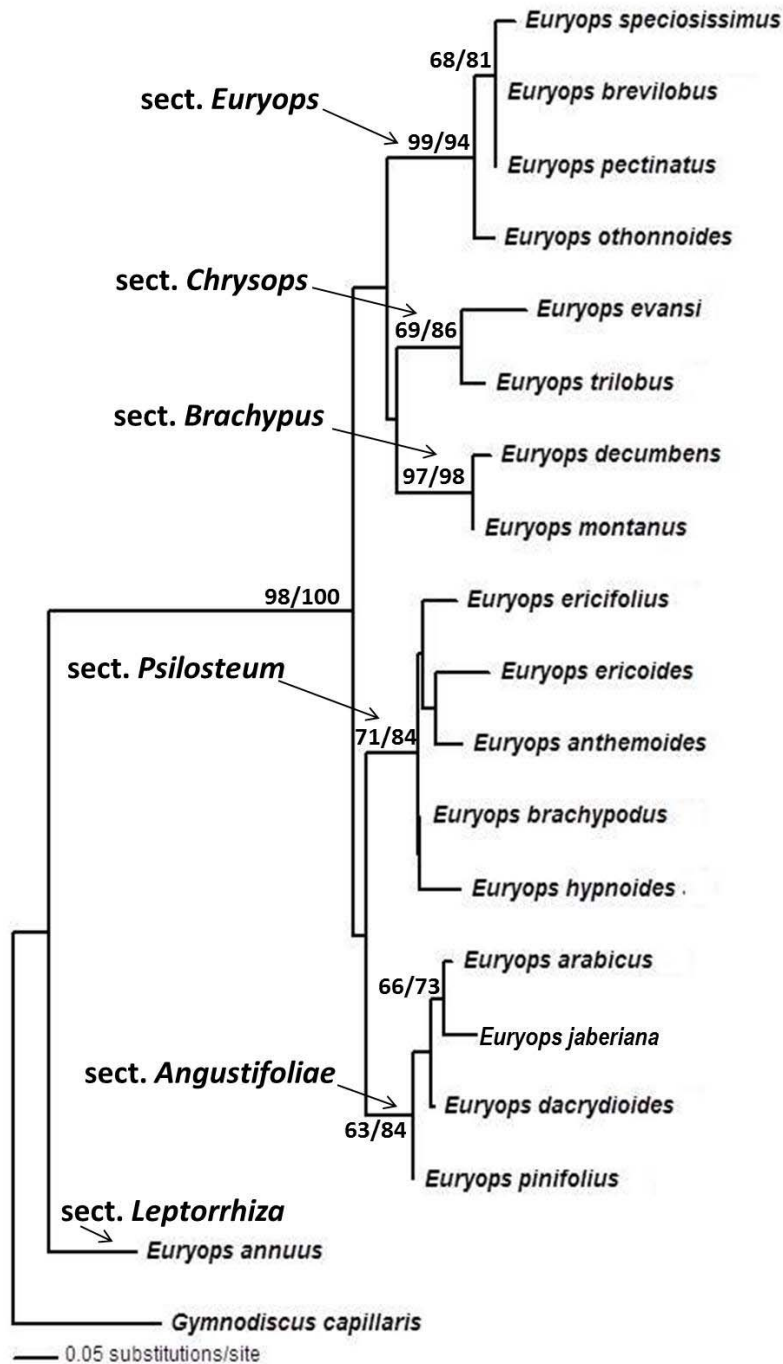 Euryops speciosissimus
68/81
Euryops brevilobus
sect. Euryops
99/94
Euryops pectinatus
Euryops othonnoides
sect. Chrysops
Euryops evansi
69/86
Euryops trilobus
sect. Brachypus
Euryops decumbens
97/98
Euryops montanus
98/100
Euryops ericifolius
sect. Psilosteum
Euryops ericoides
71/84
Euryops anthemoides
Euryops brachypodus
Euryops hypnoides .
Euryops arabicus
66/73
Euryops jaberiana
sect. Angustifoliae
Euryops dacrydioides
63/84
Euryops pinifolius
sect. Leptorrhiza
Euryops annuus
Gymnodiscus capillaris
0.05 substitutions/site